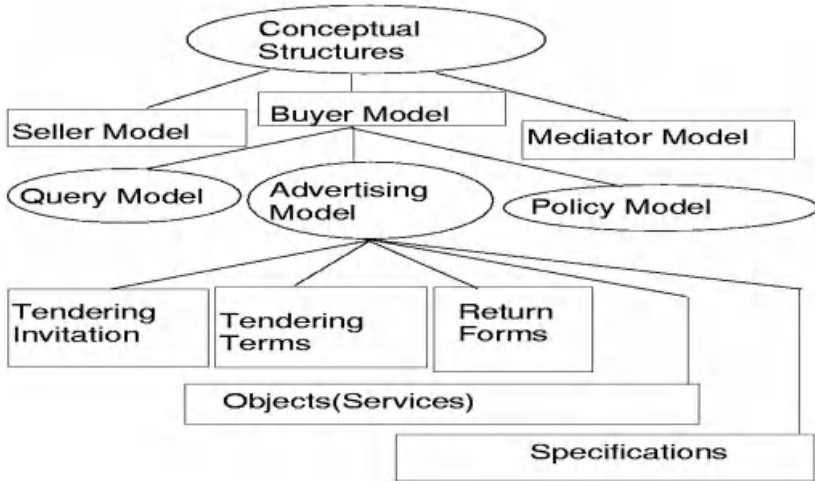 Conceptual
Structures
Seller Model
Buyer Model
Mediator Model
Query Model
Advertising
Model
Policy Model
Tendering
Invitation
Tendering
Terms
Return
Forms
Objects(Services)
Specifications